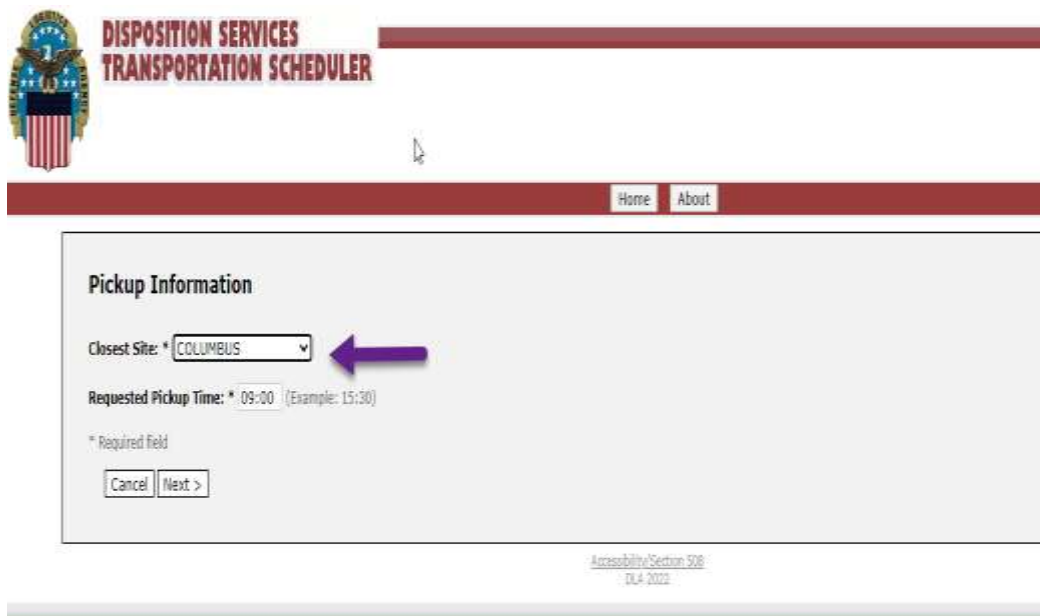 DISPOSITION SERVICES
TRANSPORTATION SCHEDULER
Home About
Pickup Information
Closest Site: * COLUMBUS
Requested Pickup Time: * 09:00 (Example: 15:30)
* Required field
Cancel Next >
Accessibility/Section 508
DLA 2022